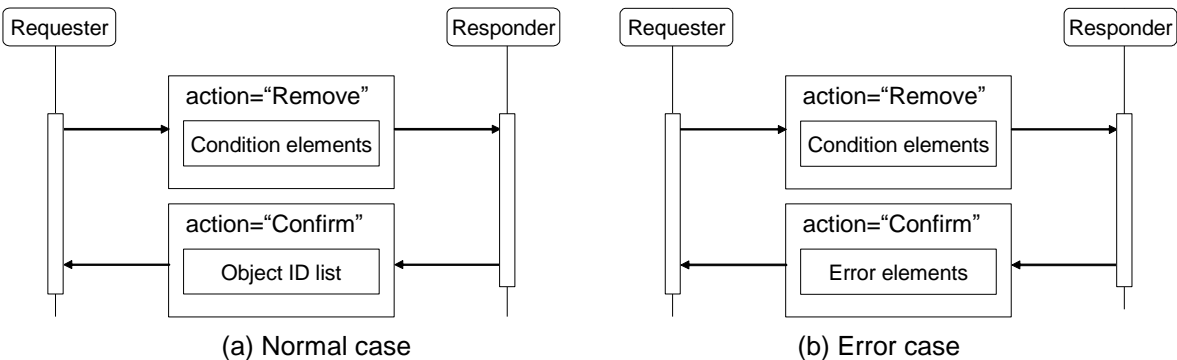 Requester
Responder
action=“Remove”
Condition elements
action=“Confirm”
Object ID list
(a) Normal case
Requester
Responder
action=“Remove”
Condition elements
action=“Confirm”
Error elements
(b) Error case